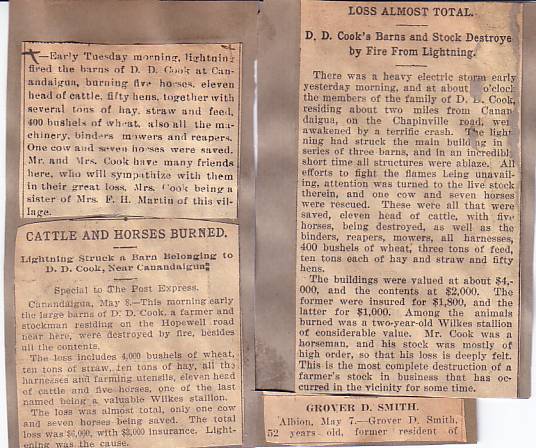 —Early Tuesday morning, lightning
fired the barns of D. D. Cook at Can-
andaigua, burning five horses, eleven
head of cattle, fifty hens, together with
several tons of hay, straw and feed,
400 bushels of wheat, also all the ma-
chinery, binders mowers and reapers.
One cow and seven horses were saved.
Mr. and Mrs. Cook have many friends
here, who will sympathize with them
in their great loss, Mrs. Cook being a
sister of Mrs. F. H. Martin of this vil-
lage.
CATTLE AND HORSES BURNED.
Lightning Struck a Barn Belonging to
D. D. Cook, Near Canandaigua
Special to The Post Express.
Canandaigua, May 8.—This morning early
the large barns of D. D. Cook, a farmer and
stockman residing on the Hopewell road
near here, were destroyed by fire, besides
all the contents.
The loss includes 4,000 bushels of wheat,
ten tons of straw, ten tons of hay, all the
harnesses and farming utensils, eleven head
of cattle and five horses, one of the last
named being a valuable Wilkes stallion.
The loss was almost total, only one cow
and seven horses being saved. The total
loss was $6,000, with $2,000 insurance. Light-
ening was the cause.
LOSS ALMOST TOTAL.
D. D. Cook's Barns and Stock Destroye
by Fire From Lightning.
There was a heavy electric storm early
yesterday morning, and at about o'clock
the members of the family of D. D. Cook,
residing about two miles from Canan
daigua, on the Chapinville road, wer
awakened by a terrific crash. The light
ning had struck the main building in
series of three barns, and in an incredibl
short time all structures were ablaze. All
efforts to fight the flames being unavail-
ing, attention was turned to the live stock
therein, and one cow and seven horses
were rescued. These were all that were
saved, eleven head of cattle, with five
horses, being destroyed, as well as the
binders, reapers, mowers, all harnesses,
400 bushels of wheat, three tons of feed,
ten tons each of hay and straw and fifty
hens.
The buildings were valued at about $4,-
000, and the contents at $2,000. The
former were insured for $1,800, and the
latter for $1,000. Among the animals
burned was a two-year-old Wilkes stallion
of considerable value. Mr. Cook was a
horseman, and his stock was mostly of
high order, so that his loss is deeply felt.
This is the most complete destruction of a
farmer's stock in business that has oc-
curred in the vicinity for some time.
GROVER D. SMITH.
Albion, May 7.—Grover D. Smith,
52 years old, former resident of